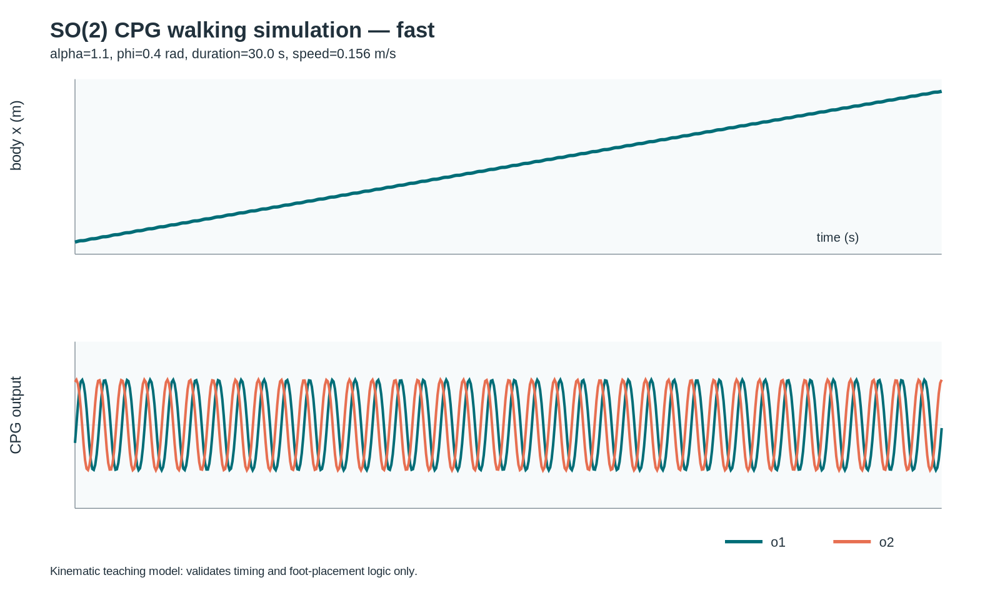 SO(2) CPG walking simulation — fast
alpha=1.1, phi=0.4 rad, duration=30.0 s, speed=0.156 m/s
body x (m)
time (s)
CPG output
o1
o2
Kinematic teaching model: validates timing and foot-placement logic only.